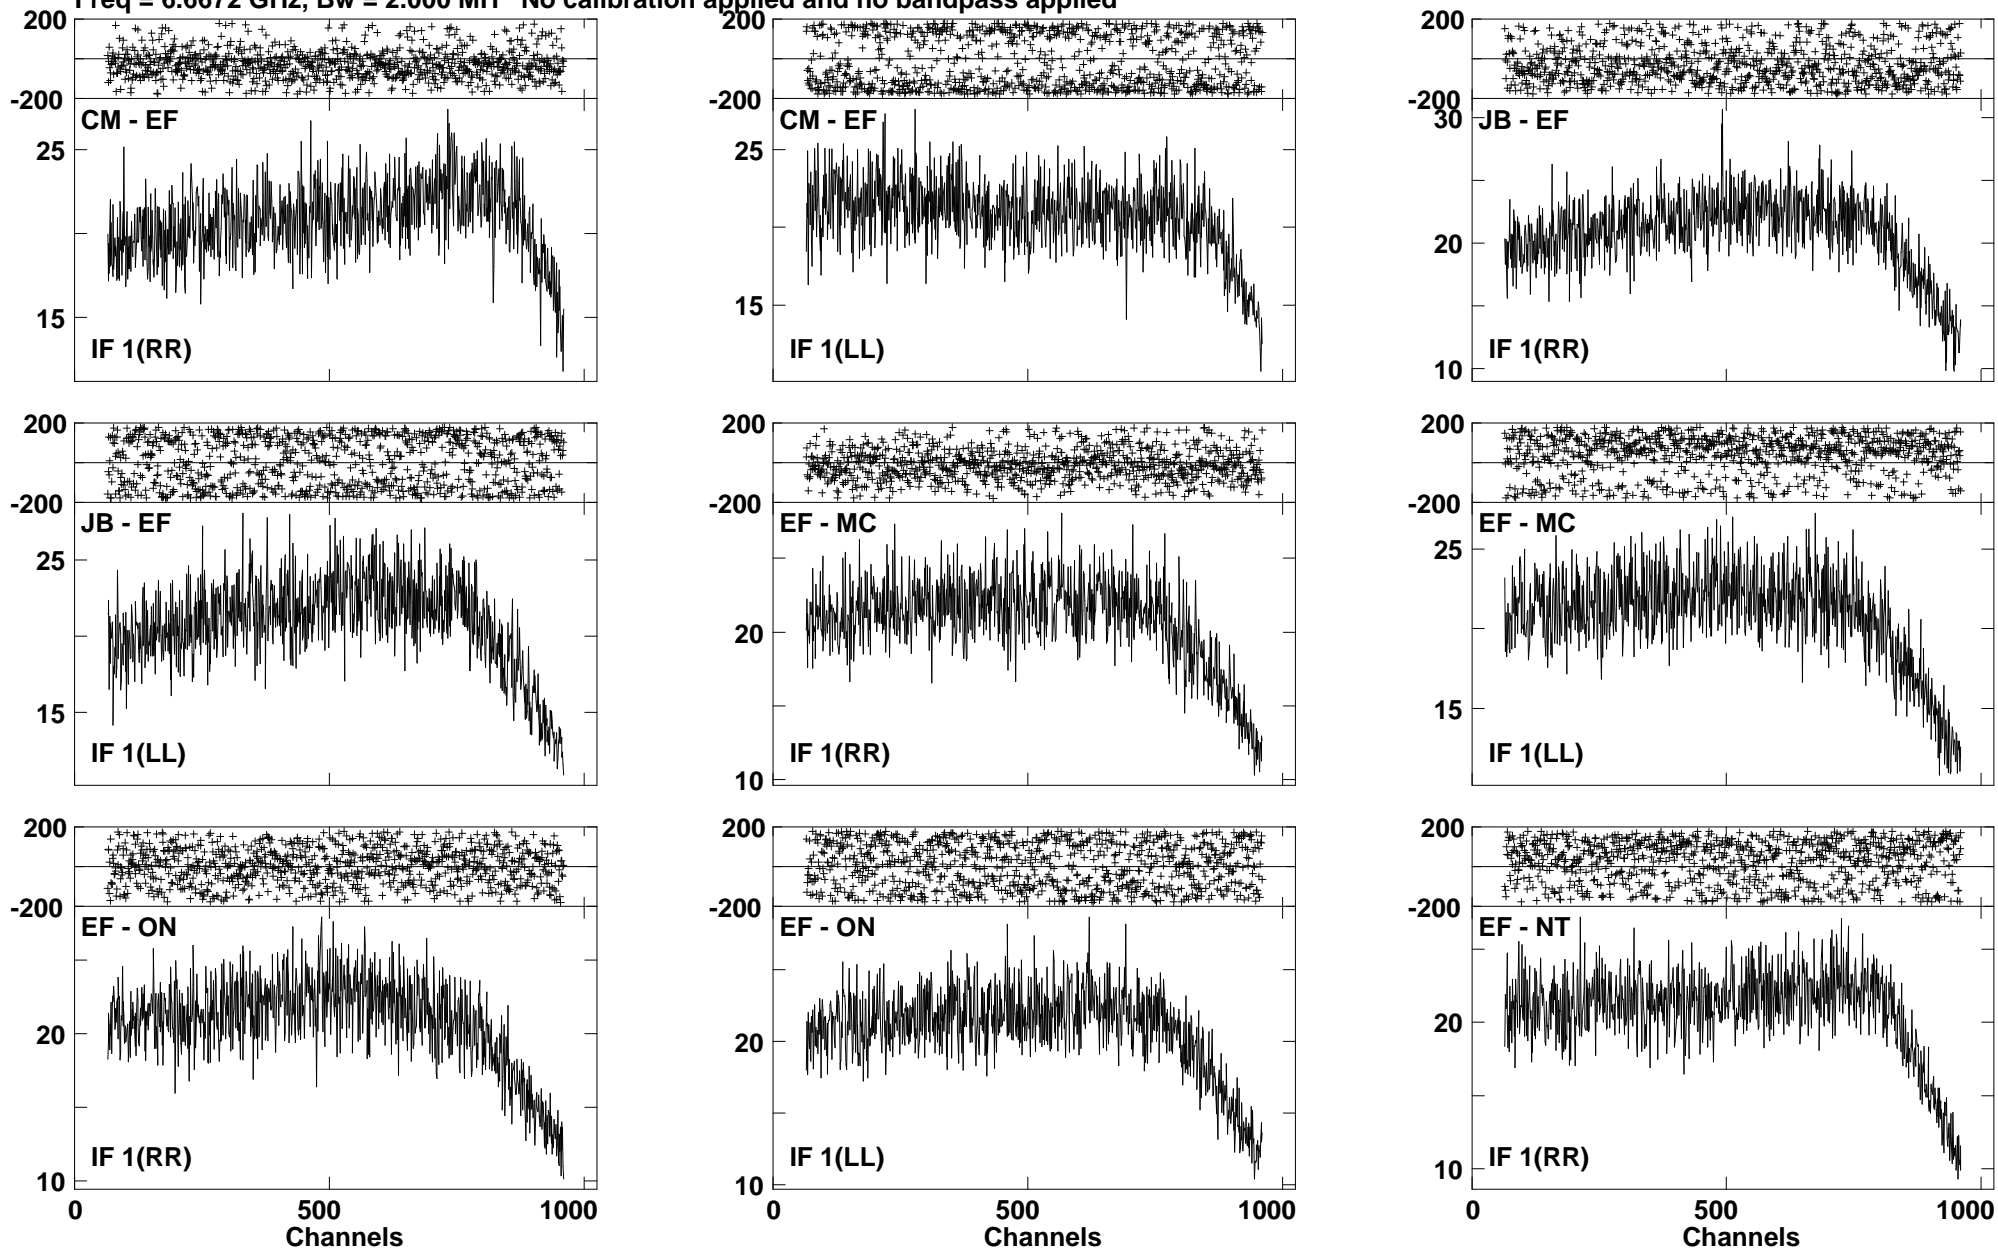 Freq = 6.6672 GHz, Bw = 2.000 MH No calibration applied and no bandpass applied
200
-200
CM - EF
25
15
IF 1(RR)
200
-200
CM - EF
25
15
IF 1(LL)
200
-200
30
JB - EF
20
10
IF 1(RR)
200
-200
JB - EF
25
15
IF 1(LL)
200
-200
EF - MC
20
10
IF 1(RR)
200
-200
EF - MC
25
15
IF 1(LL)
200
-200
EF - ON
20
10
IF 1(RR)
0 500 1000
Channels
200
-200
EF - ON
20
10
IF 1(LL)
500 1000
Channels
200
-200
EF - NT
20
10
IF 1(RR)
0 500 1000
Channels